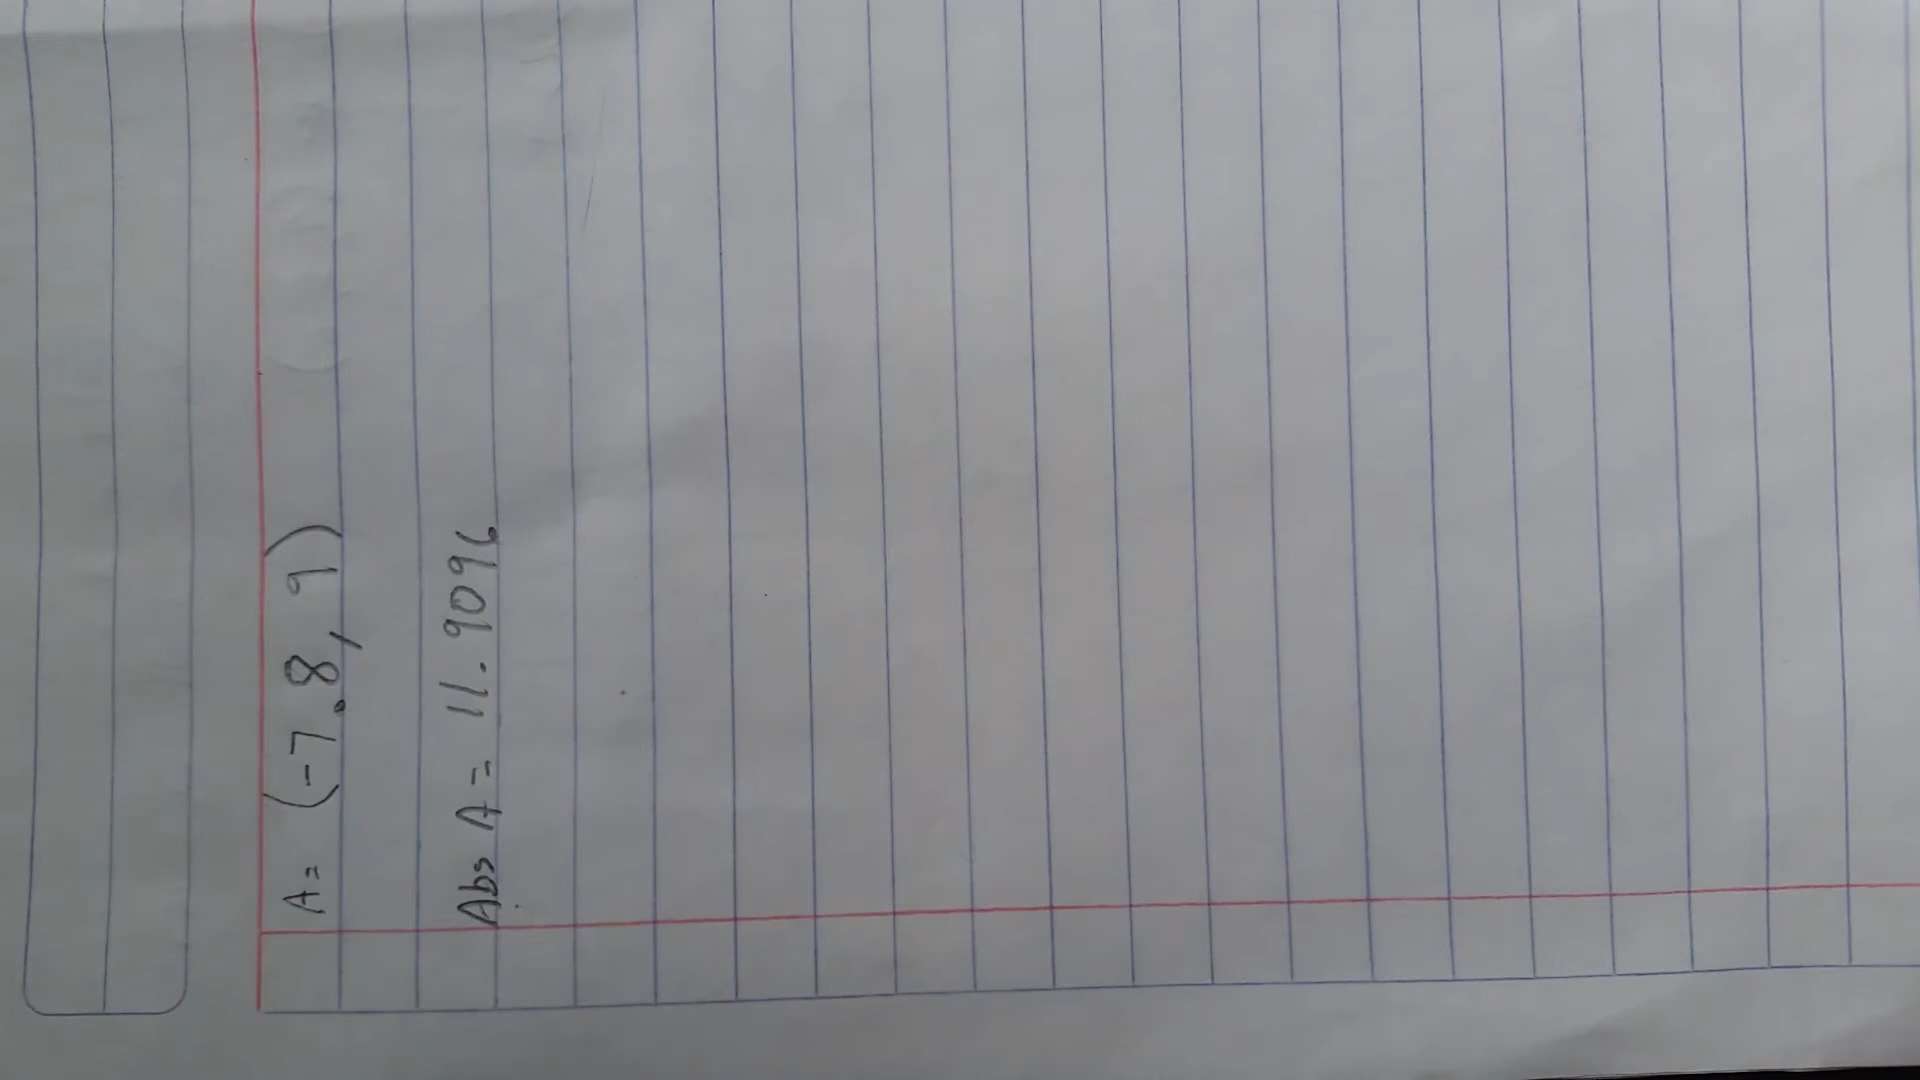 A= (-7.8, 9)
Abs A = 11.9096